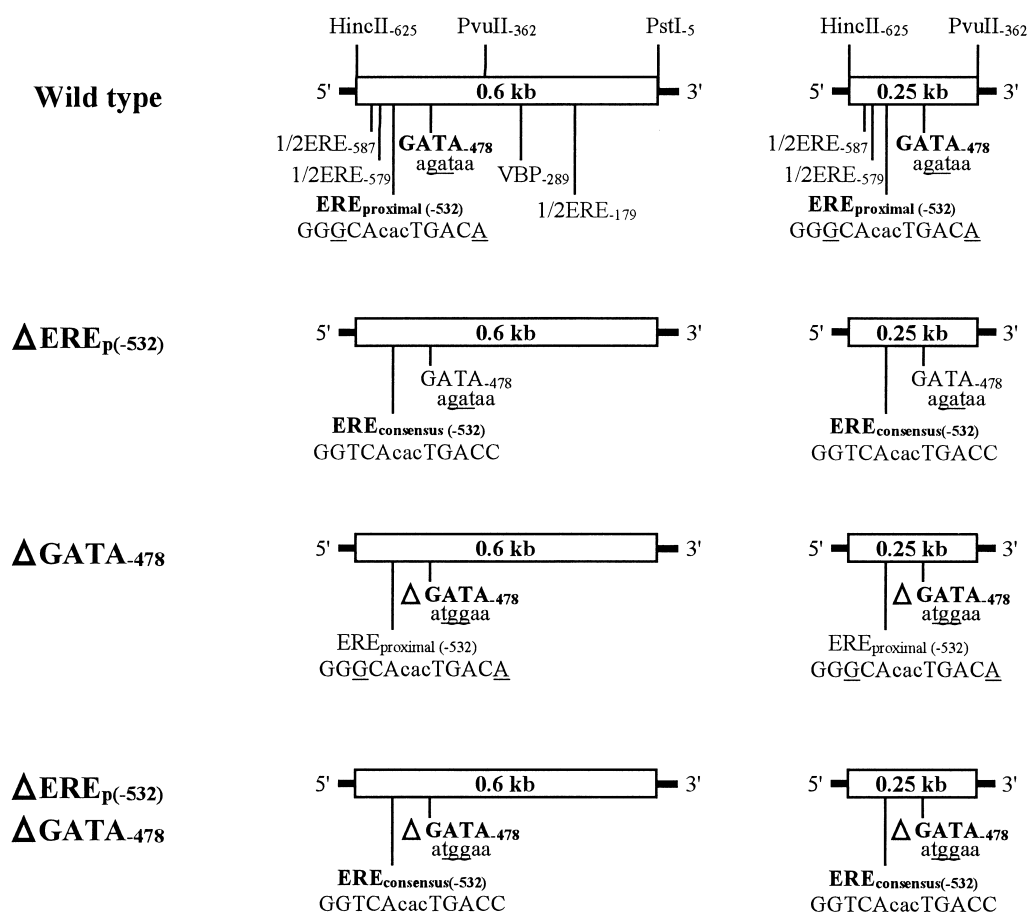 HincII-625 PvuII-362 PstI-5 HincII-625 PvuII-362
Wild type 5' 0.6 kb 3' 5' 0.25 kb 3'
1/2ERE-587 GATA-478 1/2ERE-587 GATA-478
agataa agataa
1/2ERE-579 VBP-289 1/2ERE-579
EREproximal (-532) 1/2ERE-179 EREproximal (-532)
GGGCAcacTGACA GGGCAcacTGACA
ΔEREp(-532) 5' 0.6 kb 3' 5' 0.25 kb 3'
GATA-478 GATA-478
agataa agataa
EREconsensus (-532) EREconsensus(-532)
GGTCAcacTGACC GGTCAcacTGACC
ΔGATA-478 5' 0.6 kb 3' 5' 0.25 kb 3'
Δ GATA-478 Δ GATA-478
atggaa atggaa
EREproximal (-532) EREproximal (-532)
GGGCAcacTGACA GGGCAcacTGACA
ΔEREp(-532) 5' 0.6 kb 3' 5' 0.25 kb 3'
ΔGATA-478 Δ GATA-478 Δ GATA-478
atggaa atggaa
EREconsensus(-532) EREconsensus(-532)
GGTCAcacTGACC GGTCAcacTGACC